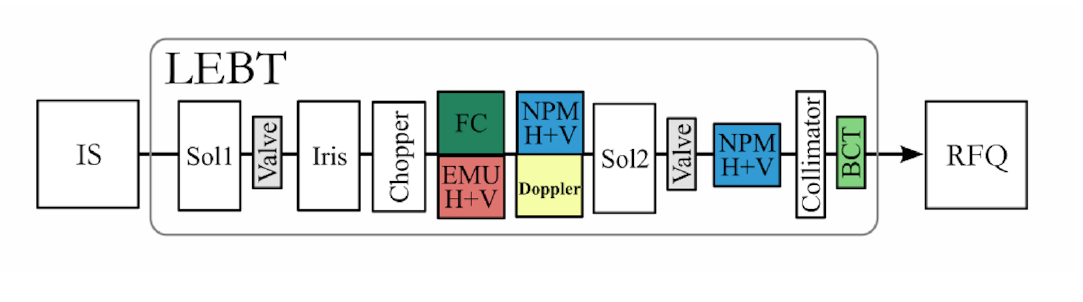 LEBT
IS
Sol1
Valve
Iris
Chopper
FC
EMU
H+V
NPM
H+V
Doppler
Sol2
Valve
NPM
H+V
Collimator
BCT
RFQ